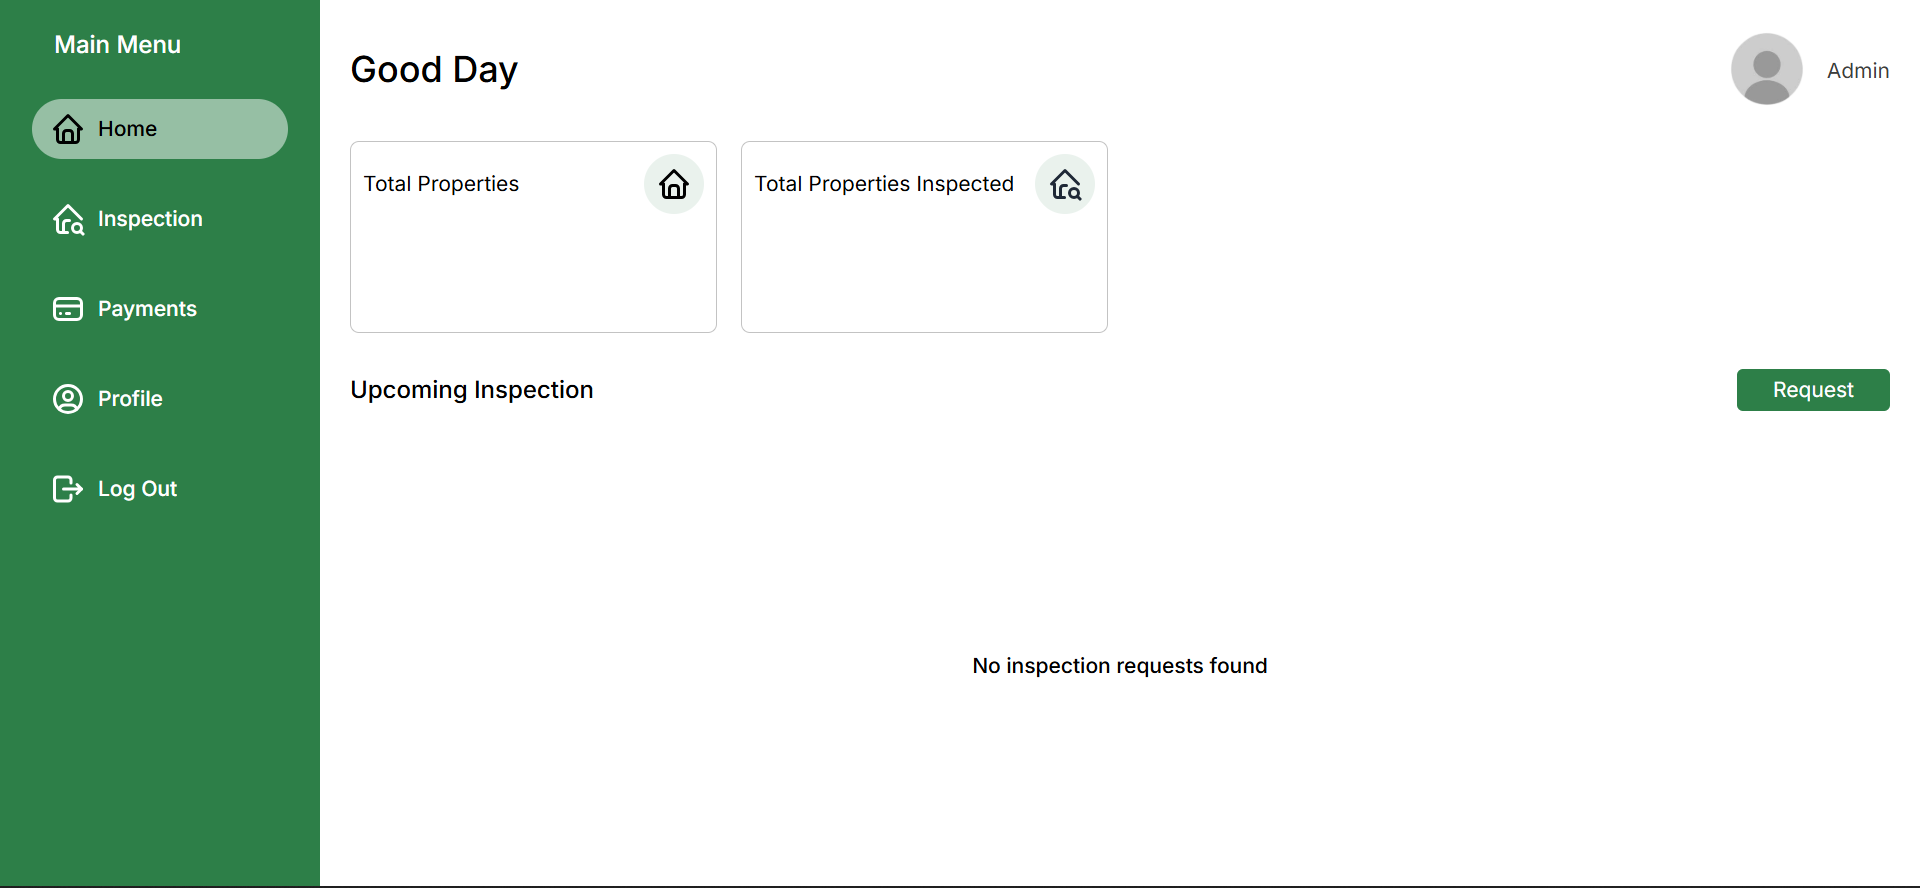 Main Menu
Home
Inspection
Payments
Profile
Log Out
Good Day
Admin
Total Properties
Total Properties Inspected
Upcoming Inspection
Request
No inspection requests found